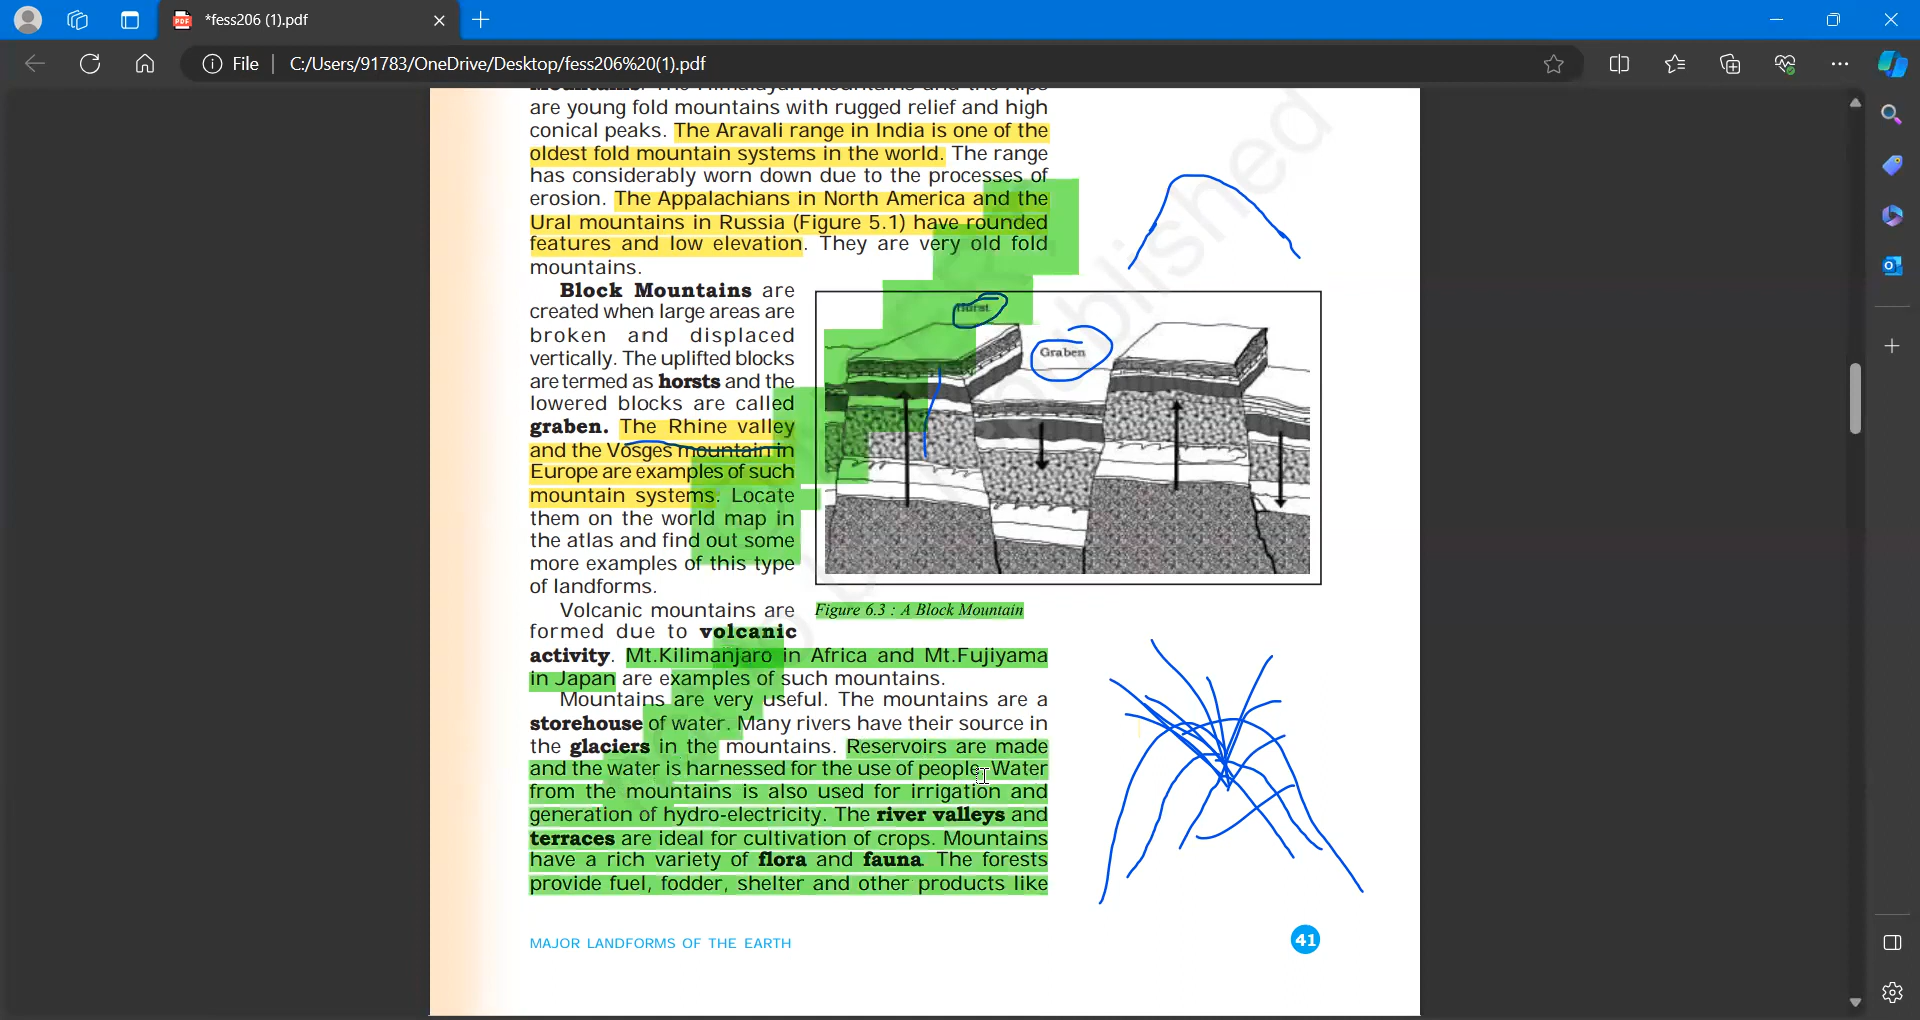 *fess206 (1).pdf
File
C:/Users/91783/OneDrive/Desktop/fess206%20(1).pdf
are young fold mountains with rugged relief and high
conical peaks. The Aravali range in India is one of the
oldest fold mountain systems in the world. The range
has considerably worn down due to the processes of
erosion. The Appalachians in North America and the
Ural mountains in Russia (Figure 5.1) have rounded
features and low elevation. They are very old fold
mountains.
Block Mountains are
created when large areas are
broken and displaced
vertically. The uplifted blocks
are termed as horsts and the
lowered blocks are called
graben. The Rhine valley
and the Vosges mountain in
Europe are examples of such
mountain systems. Locate
them on the world map in
the atlas and find out some
more examples of this type
of landforms.
Horst
Graben
Figure 6.3 : A Block Mountain
Volcanic mountains are
formed due to volcanic
activity. Mt.Kilimanjaro in Africa and Mt.Fujiyama
in Japan are examples of such mountains.
Mountains are very useful. The mountains are a
storehouse of water. Many rivers have their source in
the glaciers in the mountains. Reservoirs are made
and the water is harnessed for the use of people. Water
from the mountains is also used for irrigation and
generation of hydro-electricity. The river valleys and
terraces are ideal for cultivation of crops. Mountains
have a rich variety of flora and fauna. The forests
provide fuel, fodder, shelter and other products like
MAJOR LANDFORMS OF THE EARTH
41